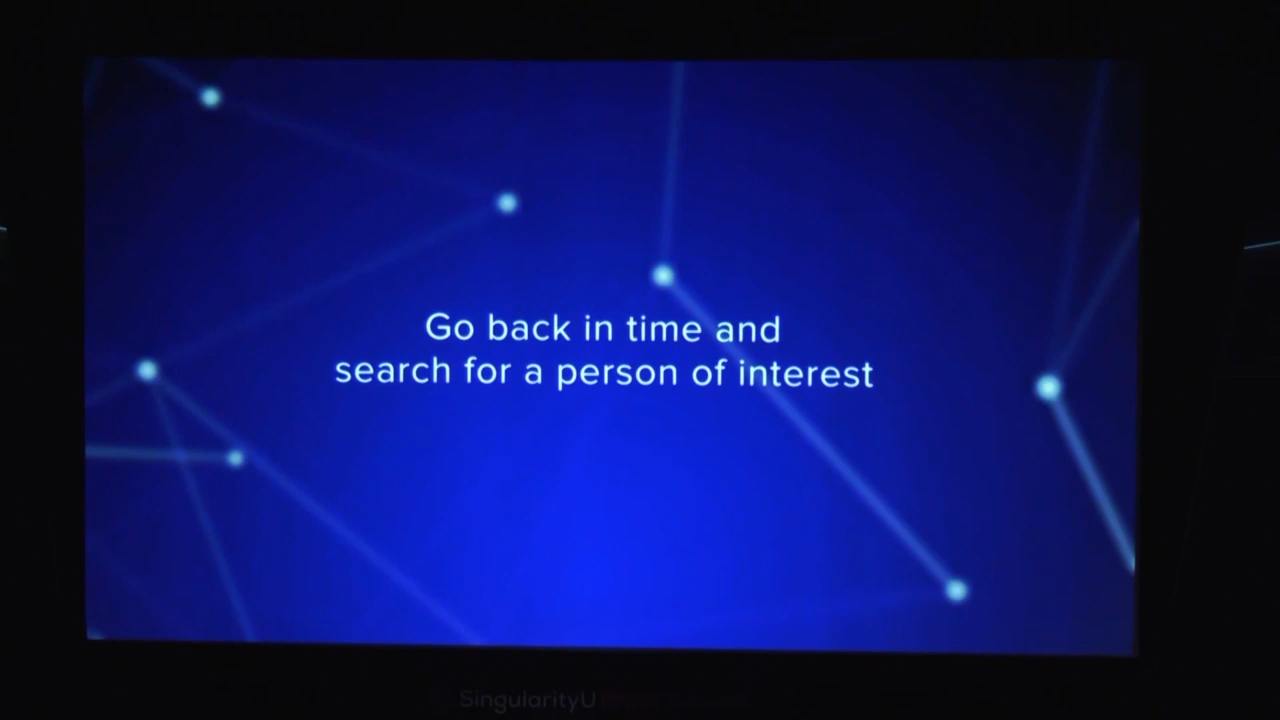 Go back in time and
search for a person of interest
SingularityU